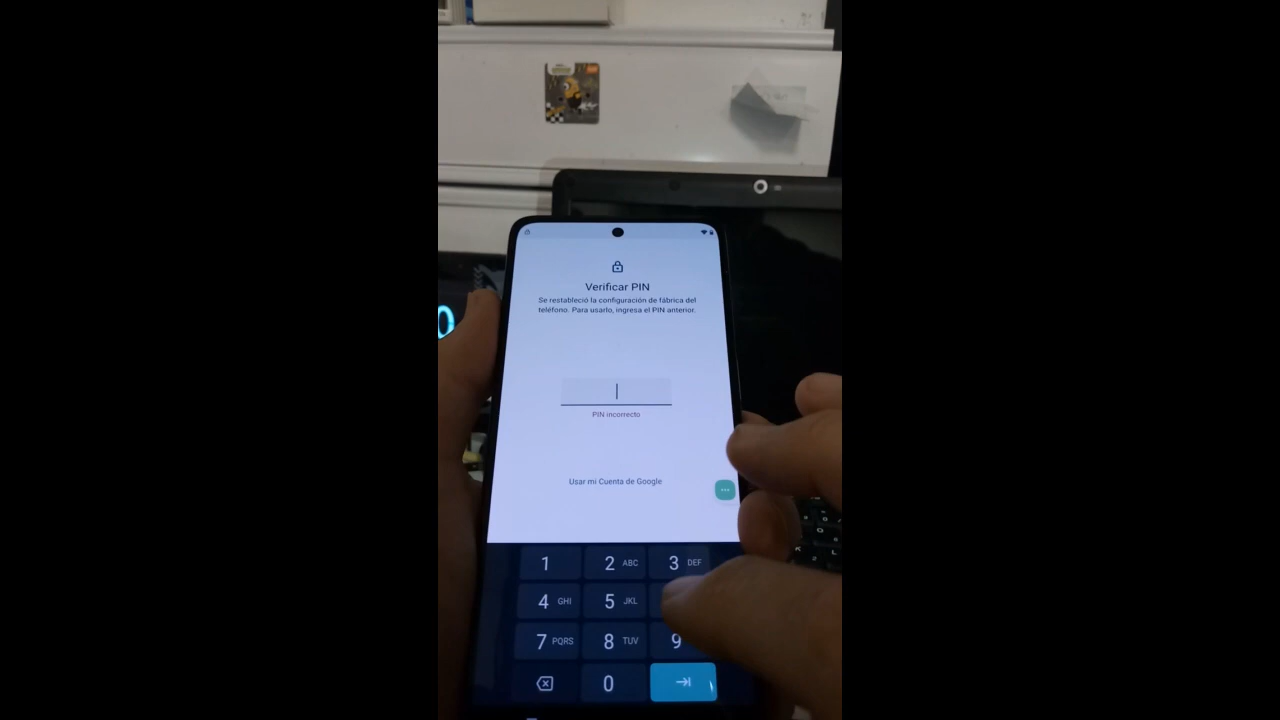 Verificar PIN
Se restableció la configuración de fábrica del
teléfono. Para usarlo, ingresa el PIN anterior.
PIN incorrecto
Usar mi Cuenta de Google
1
2 ABC
3 DEF
4 GHI
5 JKL
7 PQRS
8 TUV
9
0